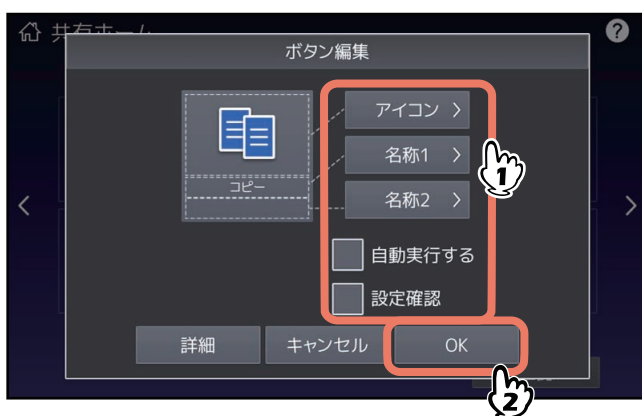 共有ホーム
?
ボタン編集
アイコン >
名称1 >
コピー
名称2 >
1
< >
自動実行する
設定確認
詳細 キャンセル OK
2